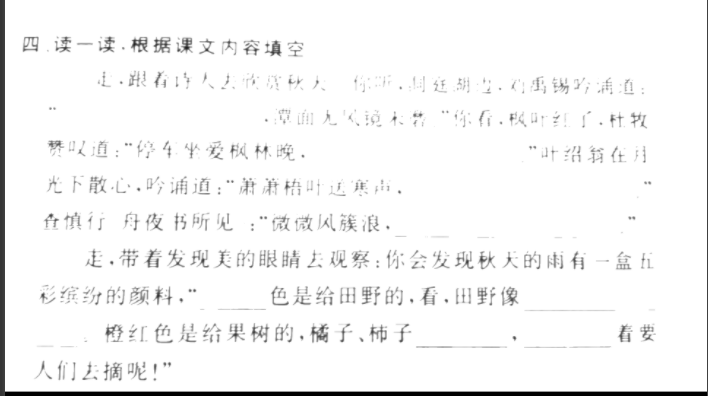 四.读一读,根据课文内容填空
走,跟着诗人去欣赏秋天 你听,洞庭湖边,刘禹锡吟诵道:
" ,潭面无风镜未磨"你看,枫叶红了,杜牧
赞叹道:"停车坐爱枫林晚, "叶绍翁在月
光下散心,吟诵道:"萧萧梧叶送寒声, "
查慎行 舟夜书所见 :"微微风簇浪, "
走,带着发现美的眼睛去观察:你会发现秋天的雨有一盒五
彩缤纷的颜料,"______色是给田野的,看,田野像________
____。橙红色是给果树的,橘子、柿子________,________着要
人们去摘呢!"